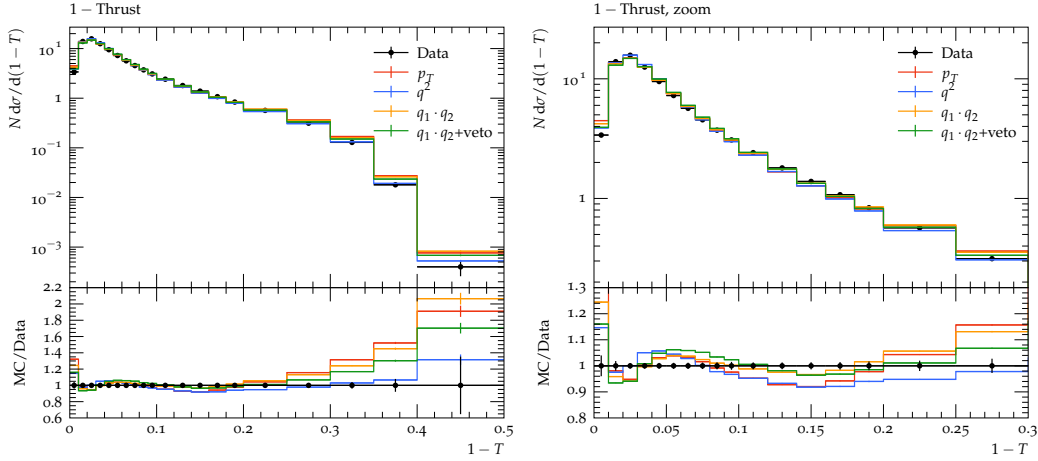 1 − Thrust
N dσ/d(1 − T)
10^1
1
10^−1
10^−2
10^−3
Data
p_T
q^2
q_1 · q_2
q_1 · q_2+veto
MC/Data
2.2
2
1.8
1.6
1.4
1.2
1.0
0.8
0.6
0 0.1 0.2 0.3 0.4 0.5
1 − T
1 − Thrust, zoom
N dσ/d(1 − T)
10^1
1
Data
p_T
q^2
q_1 · q_2
q_1 · q_2+veto
MC/Data
1.3
1.2
1.1
1.0
0.9
0.8
0 0.05 0.1 0.15 0.2 0.25 0.3
1 − T